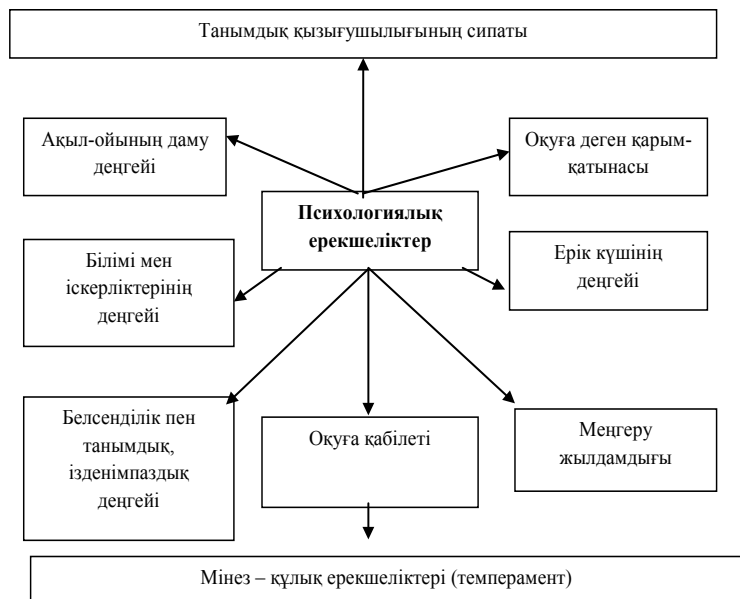 Танымдық қызығушылығының сипаты
Ақыл-ойының даму
деңгейі
Оқуға деген қарым-
қатынасы
Психологиялық
ерекшеліктер
Білімі мен
іскерліктерінің
деңгейі
Ерік күшінің
деңгейі
Белсенділік пен
танымдық,
ізденімпаздық
деңгейі
Оқуға қабілеті
Меңгеру
жылдамдығы
Мінез – құлық ерекшеліктері (темперамент)